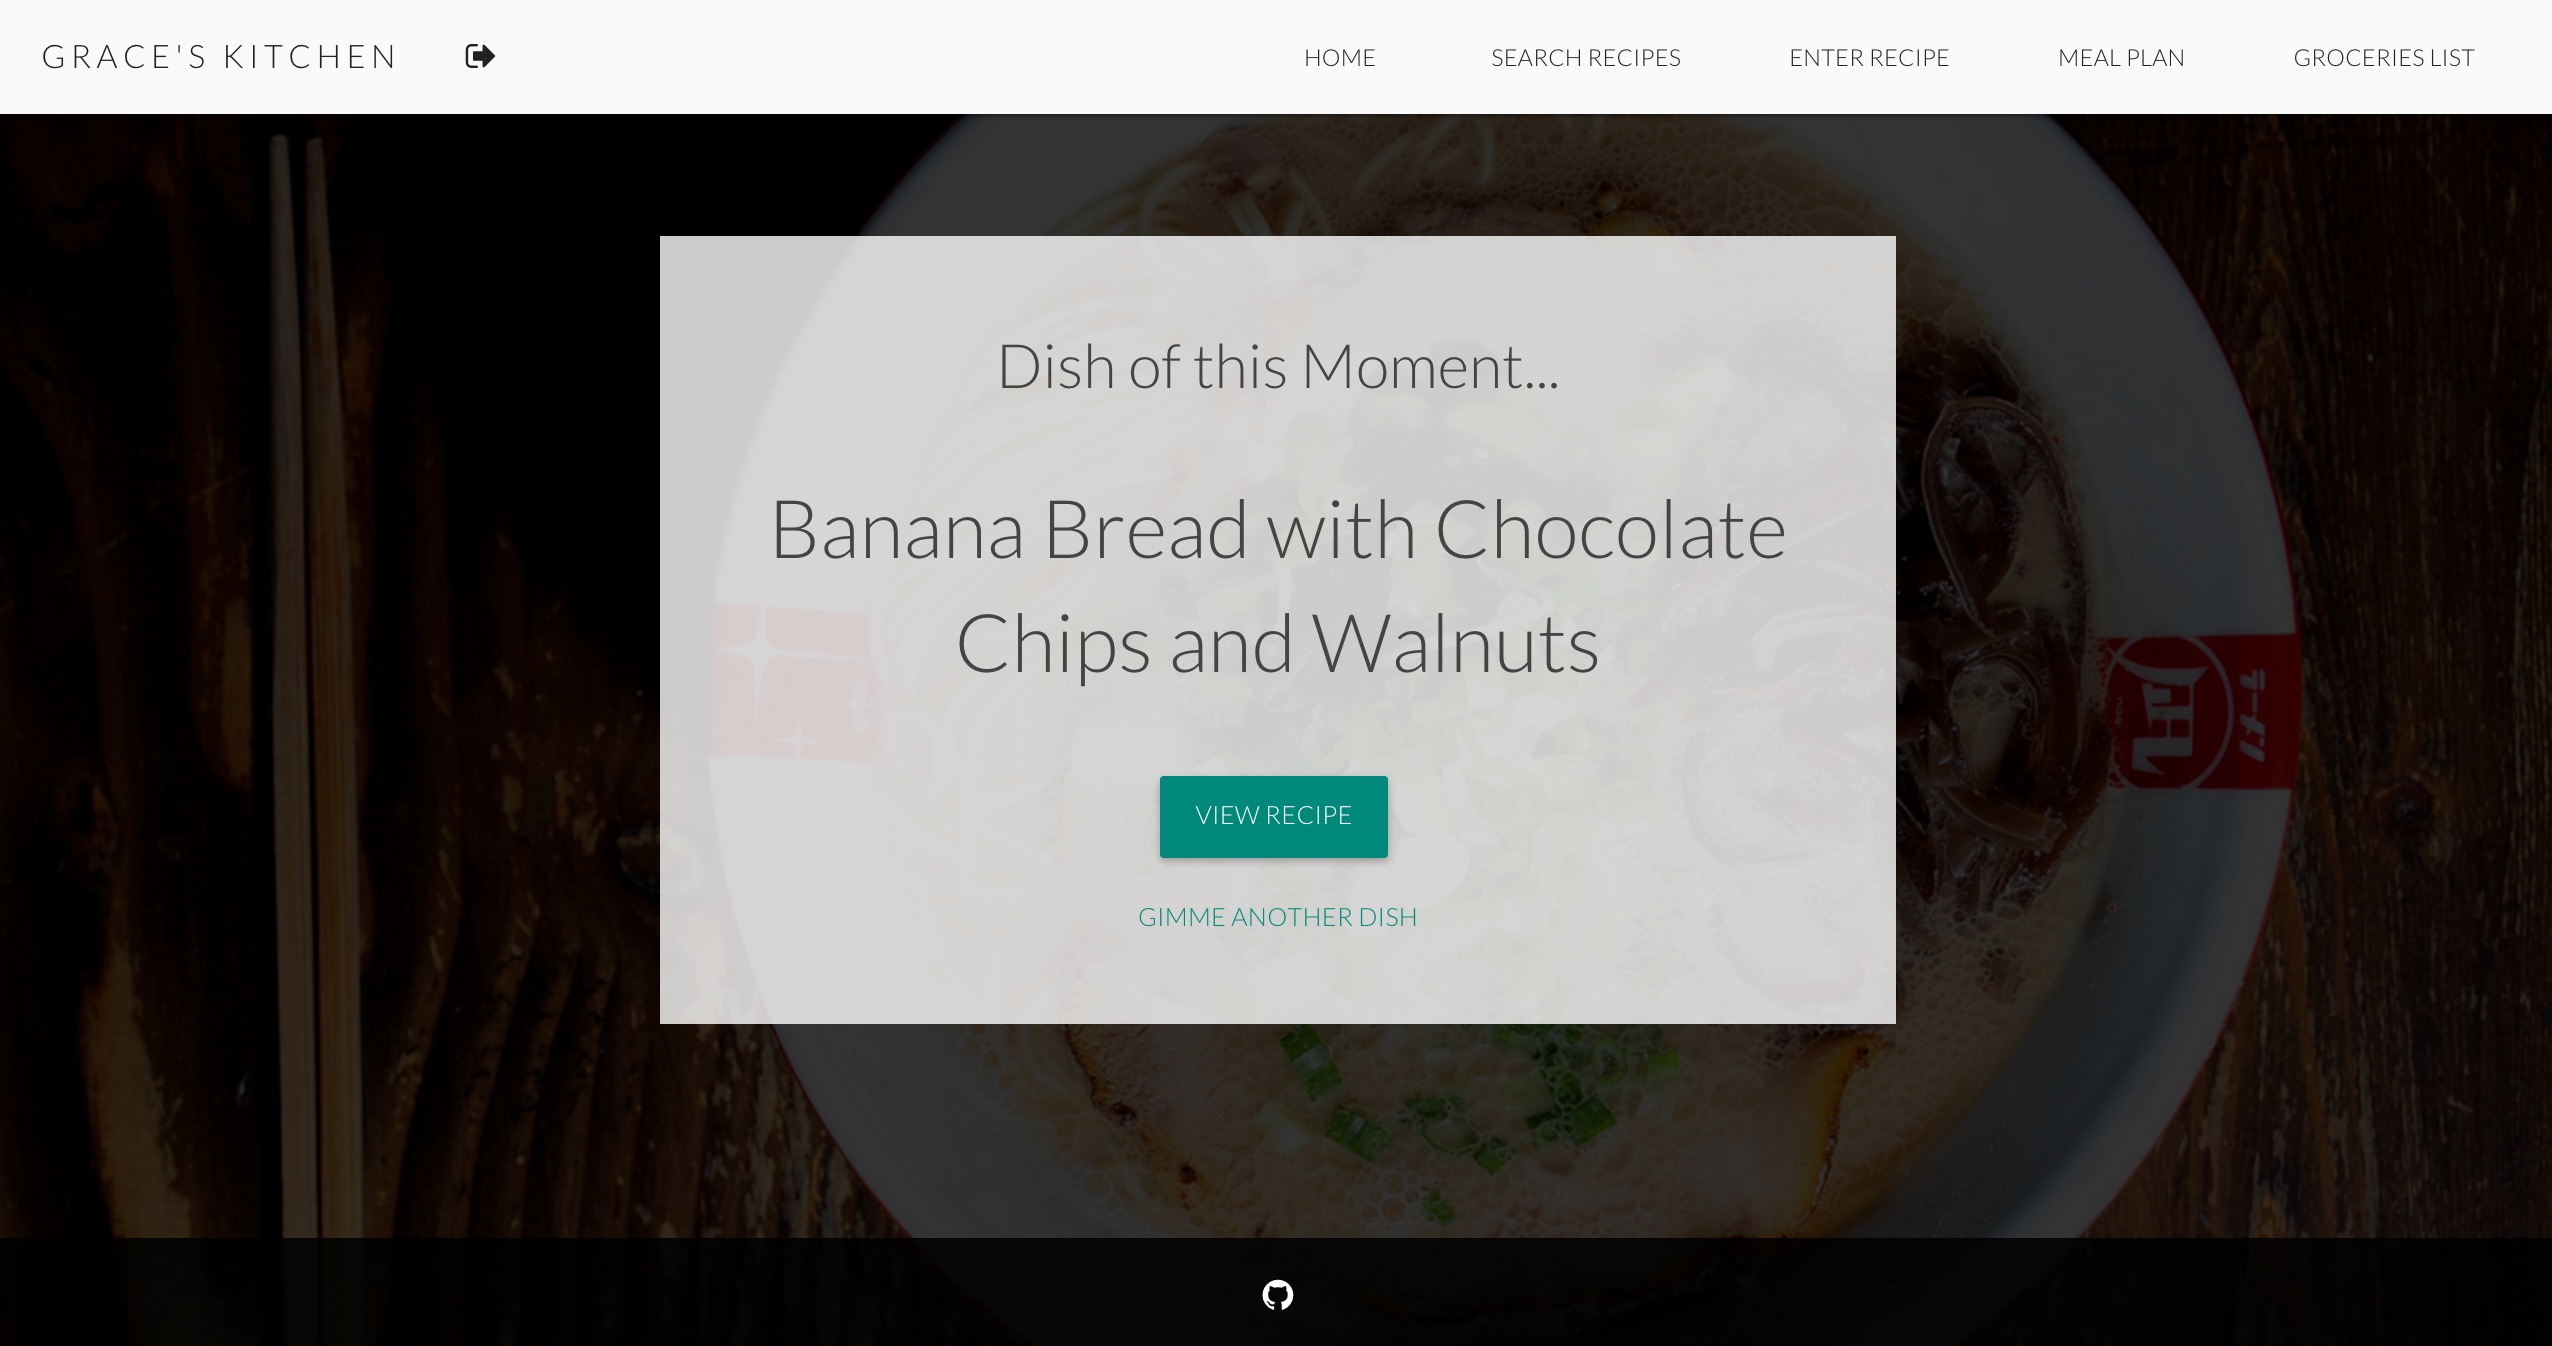 GRACE'S KITCHEN
HOME
SEARCH RECIPES
ENTER RECIPE
MEAL PLAN
GROCERIES LIST
Dish of this Moment...
Banana Bread with Chocolate
Chips and Walnuts
VIEW RECIPE
GIMME ANOTHER DISH